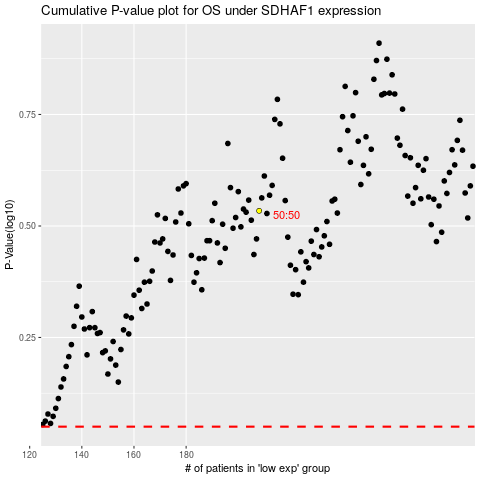 Cumulative P-value plot for OS under SDHAF1 expression
P-Value(log10)
0.75
0.50
0.25
50:50
120 140 160 180
# of patients in 'low exp' group